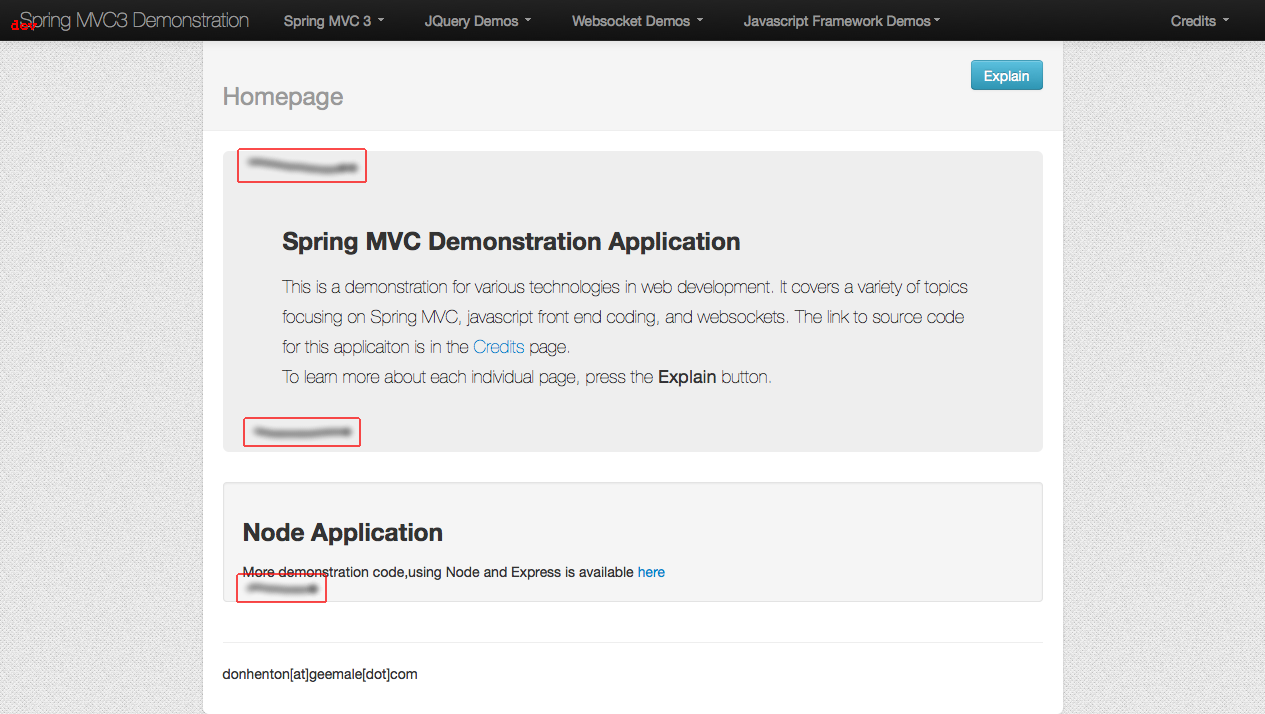 dev
Spring MVC3 Demonstration
Spring MVC 3
JQuery Demos
Websocket Demos
Javascript Framework Demos
Credits
Homepage
Explain
Spring MVC Demonstration Application
This is a demonstration for various technologies in web development. It covers a variety of topics
focusing on Spring MVC, javascript front end coding, and websockets. The link to source code
for this applicaiton is in the Credits page.
To learn more about each individual page, press the Explain button.
Node Application
More demonstration code,using Node and Express is available here
donhenton[at]geemale[dot]com